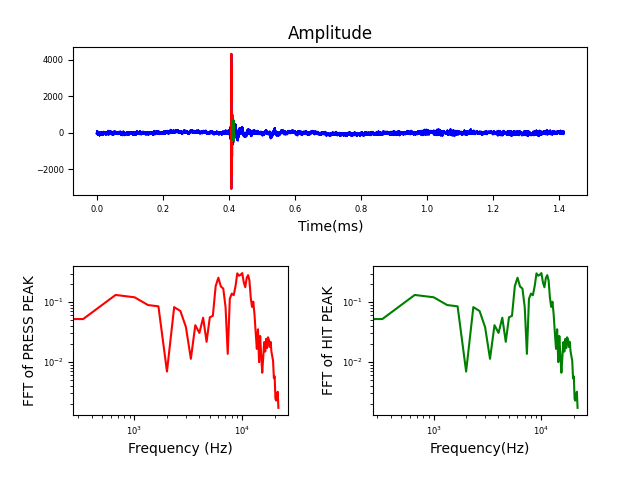 Amplitude
4000
2000
0
−2000
0.0 0.2 0.4 0.6 0.8 1.0 1.2 1.4
Time(ms)
FFT of PRESS PEAK
10⁻¹
10⁻²
10³ 10⁴
Frequency (Hz)
FFT of HIT PEAK
10⁻¹
10⁻²
10³ 10⁴
Frequency(Hz)